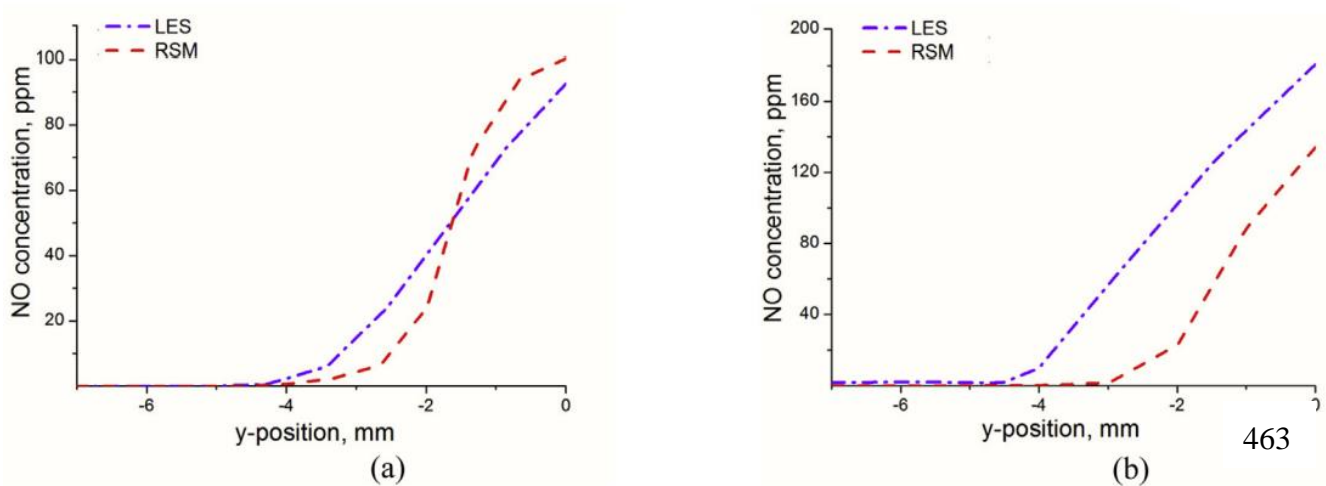 LES
RSM
100
80
60
40
20
-6
-4
-2
0
NO concentration, ppm
y-position, mm
(a)
LES
RSM
200
160
120
80
40
-6
-4
-2
NO concentration, ppm
y-position, mm
463
(b)